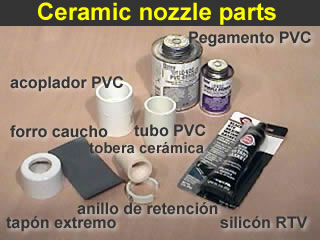 Ceramic nozzle parts
Pegamento PVC
acoplador PVC
forro caucho
tubo PVC
tobera cerámica
anillo de retención
tapón extremo
silicón RTV